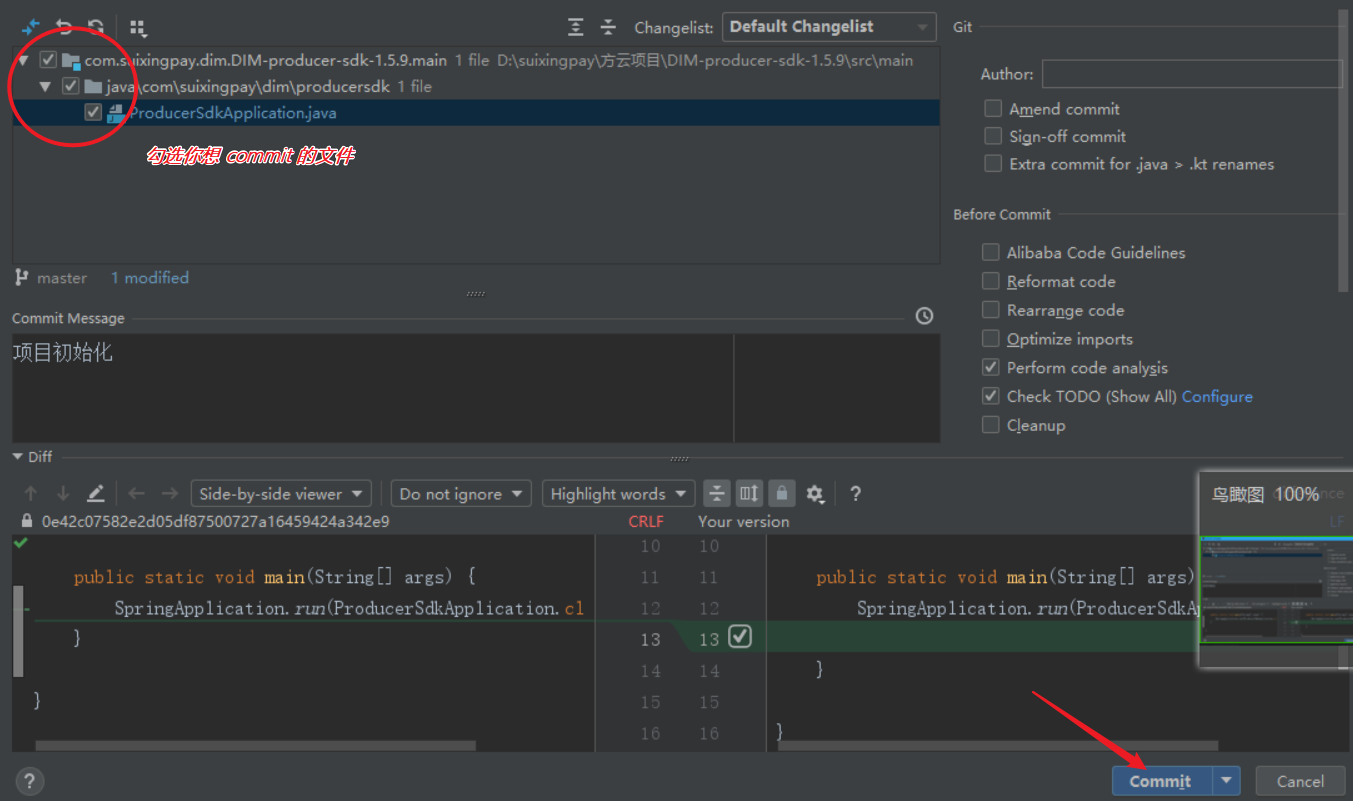 Changelist: Default Changelist
com.suixingpay.dim.DIM-producer-sdk-1.5.9.main 1 file D:\suixingpay\方云项目\DIM-producer-sdk-1.5.9\src\main
java\com\suixingpay\dim\producersdk 1 file
ProducerSdkApplication.java
勾选你想 commit 的文件
master 1 modified
Git
Author:
Amend commit
Sign-off commit
Extra commit for .java > .kt renames
Before Commit
Alibaba Code Guidelines
Reformat code
Rearrange code
Optimize imports
Perform code analysis
Check TODO (Show All) Configure
Cleanup
Commit Message
项目初始化
Diff
Side-by-side viewer Do not ignore Highlight words ?
0e42c07582e2d05df87500727a16459424a342e9 CRLF Your version LF
鸟瞰图 100%
10 10
public static void main(String[] args) { 11 11 public static void main(String[] args)
SpringApplication.run(ProducerSdkApplication.cl 12 12 SpringApplication.run(ProducerSdkAp
} 13 13
14 14 }
} 15 15
16 16 }
? Commit Cancel